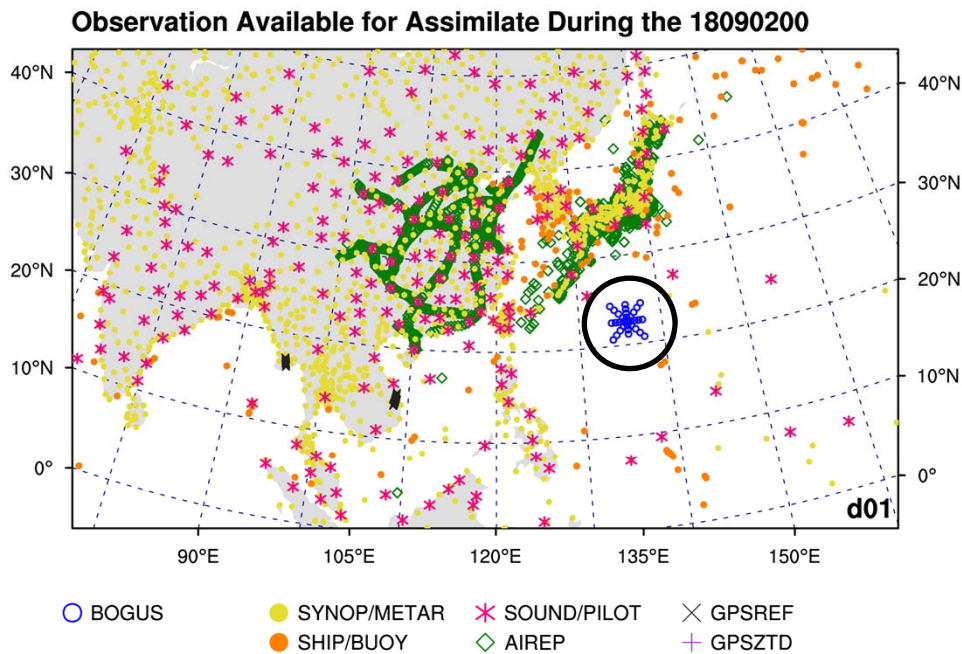 Observation Available for Assimilate During the 18090200
40°N
30°N
20°N
10°N
0°
40°N
30°N
20°N
10°N
0°
d01
90°E 105°E 120°E 135°E 150°E
BOGUS SYNOP/METAR SOUND/PILOT GPSREF
SHIP/BUOY AIREP GPSZTD